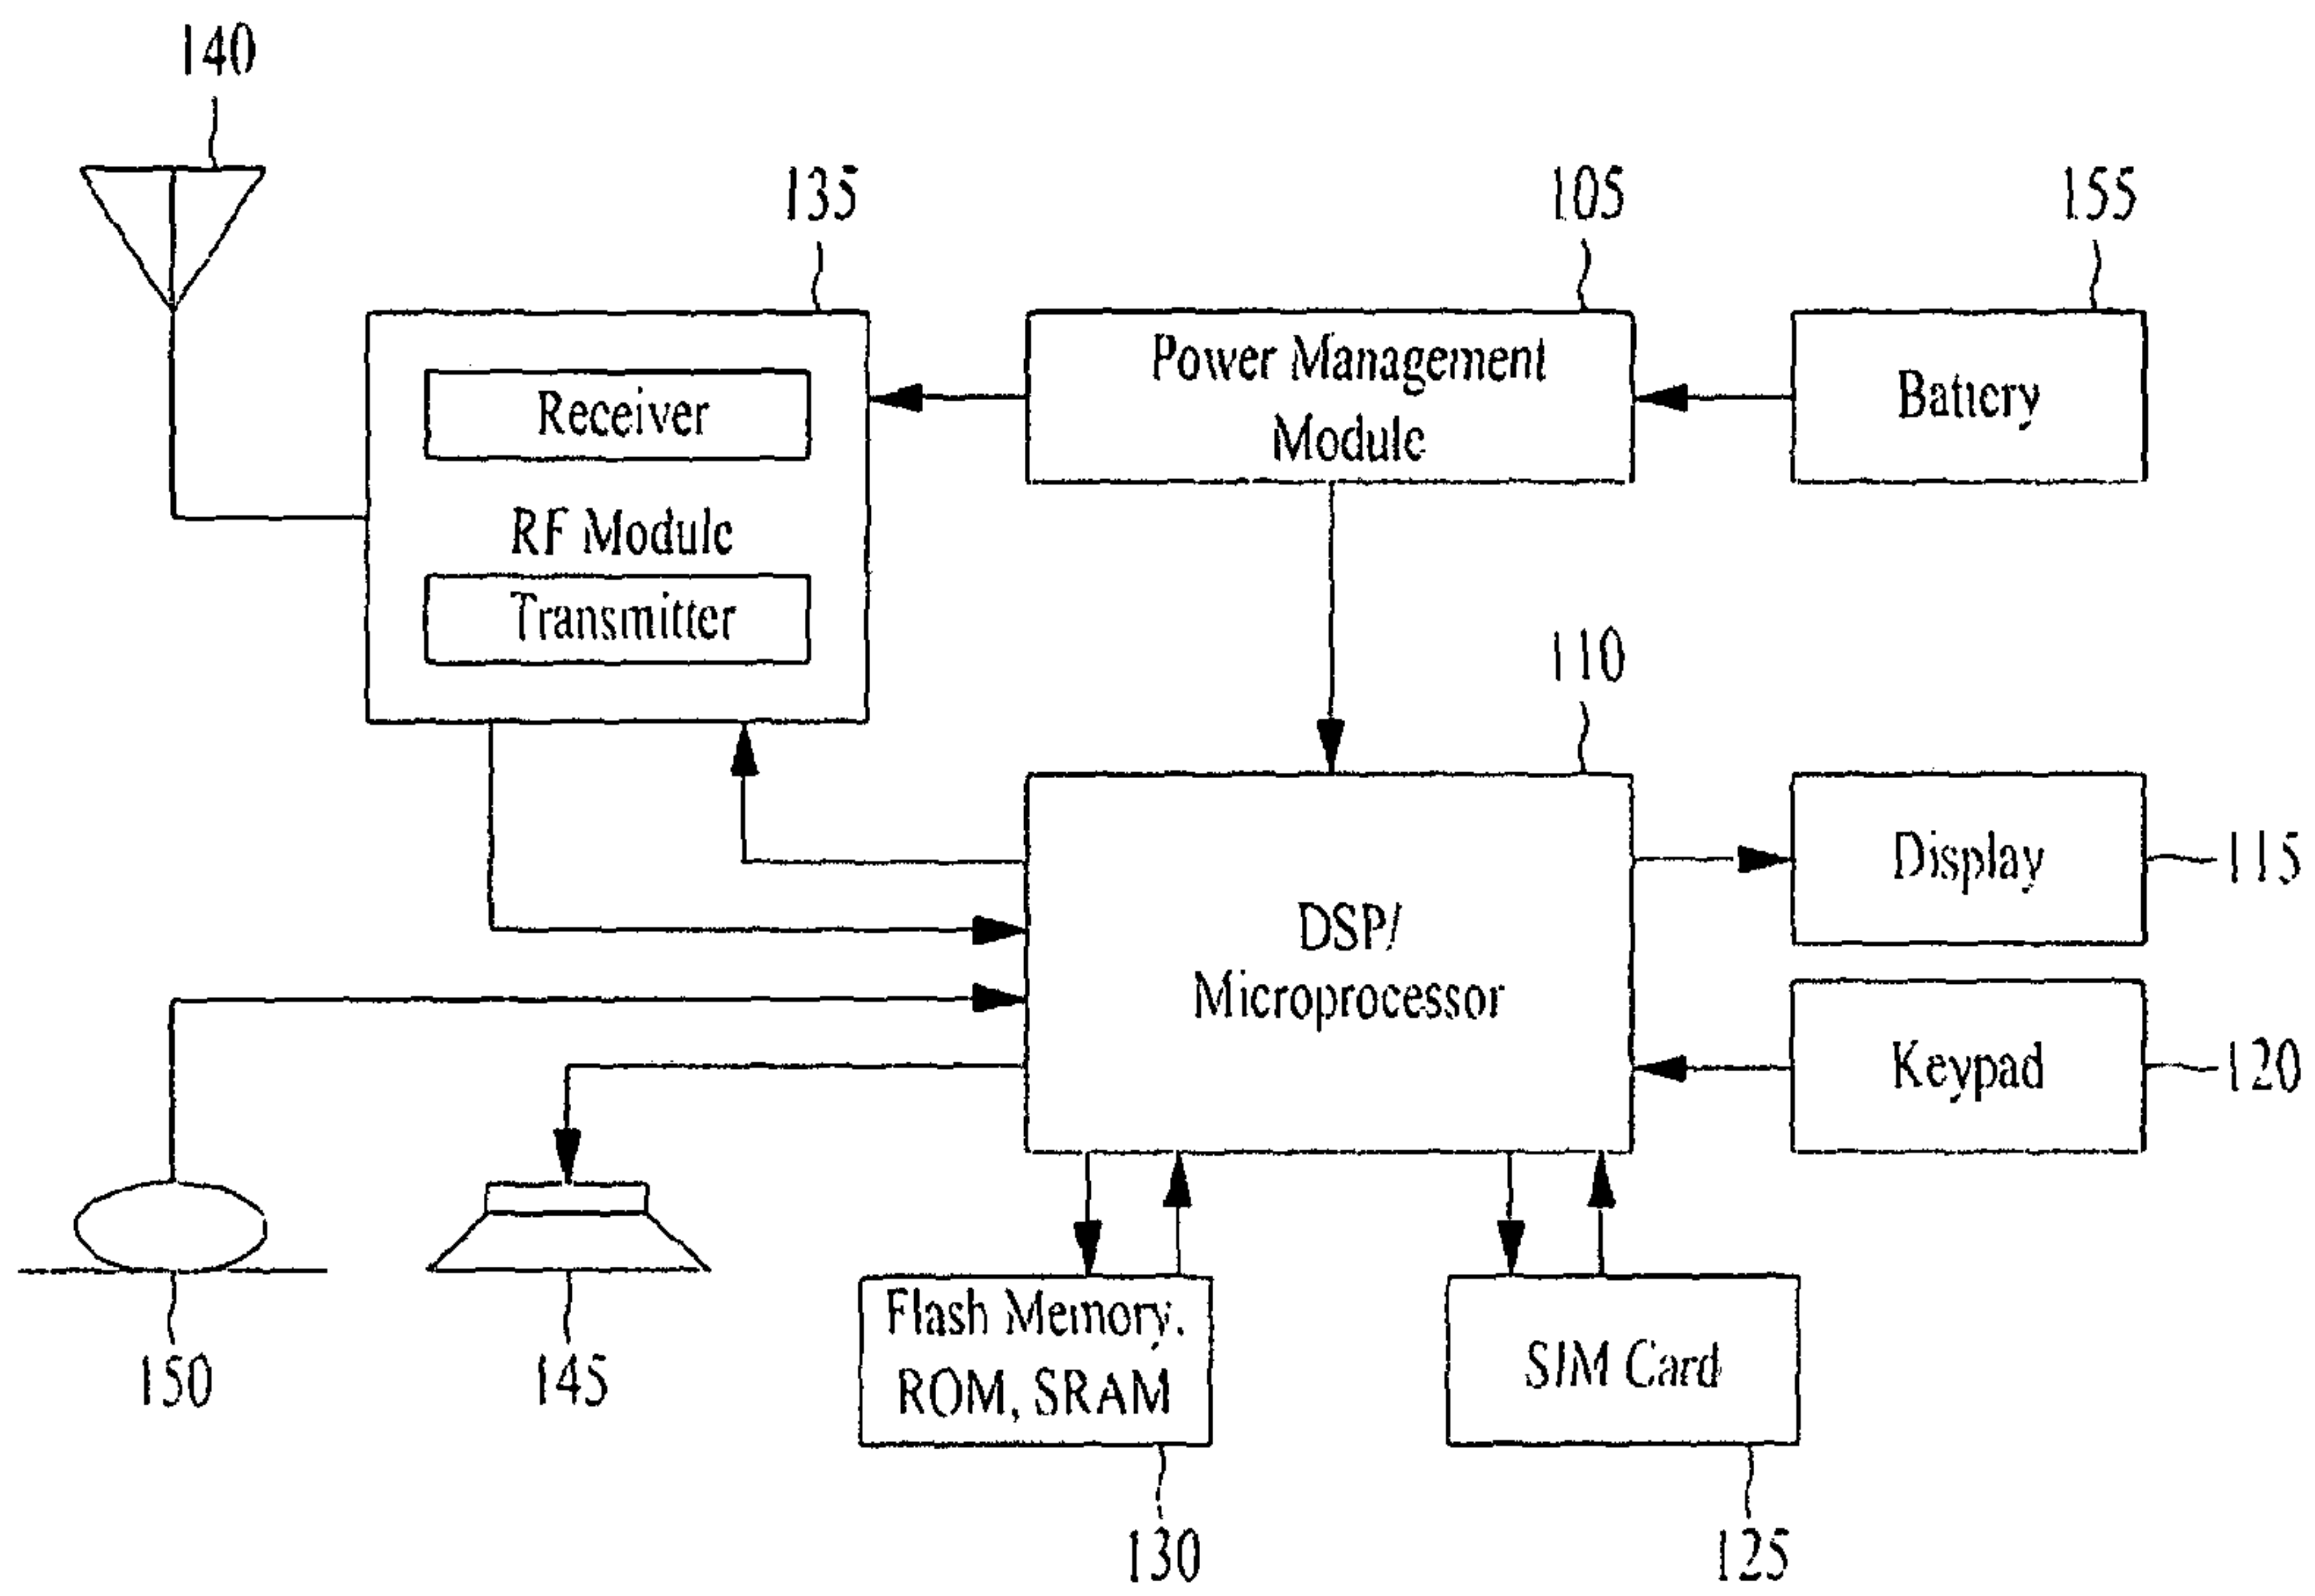 140
135
105
155
Receiver
RF Module
Transmitter
Power Management
Module
Battery
110
DSP/
Microprocessor
Display
115
Keypad
120
150
145
Flash Memory,
ROM, SRAM
SIM Card
130
125